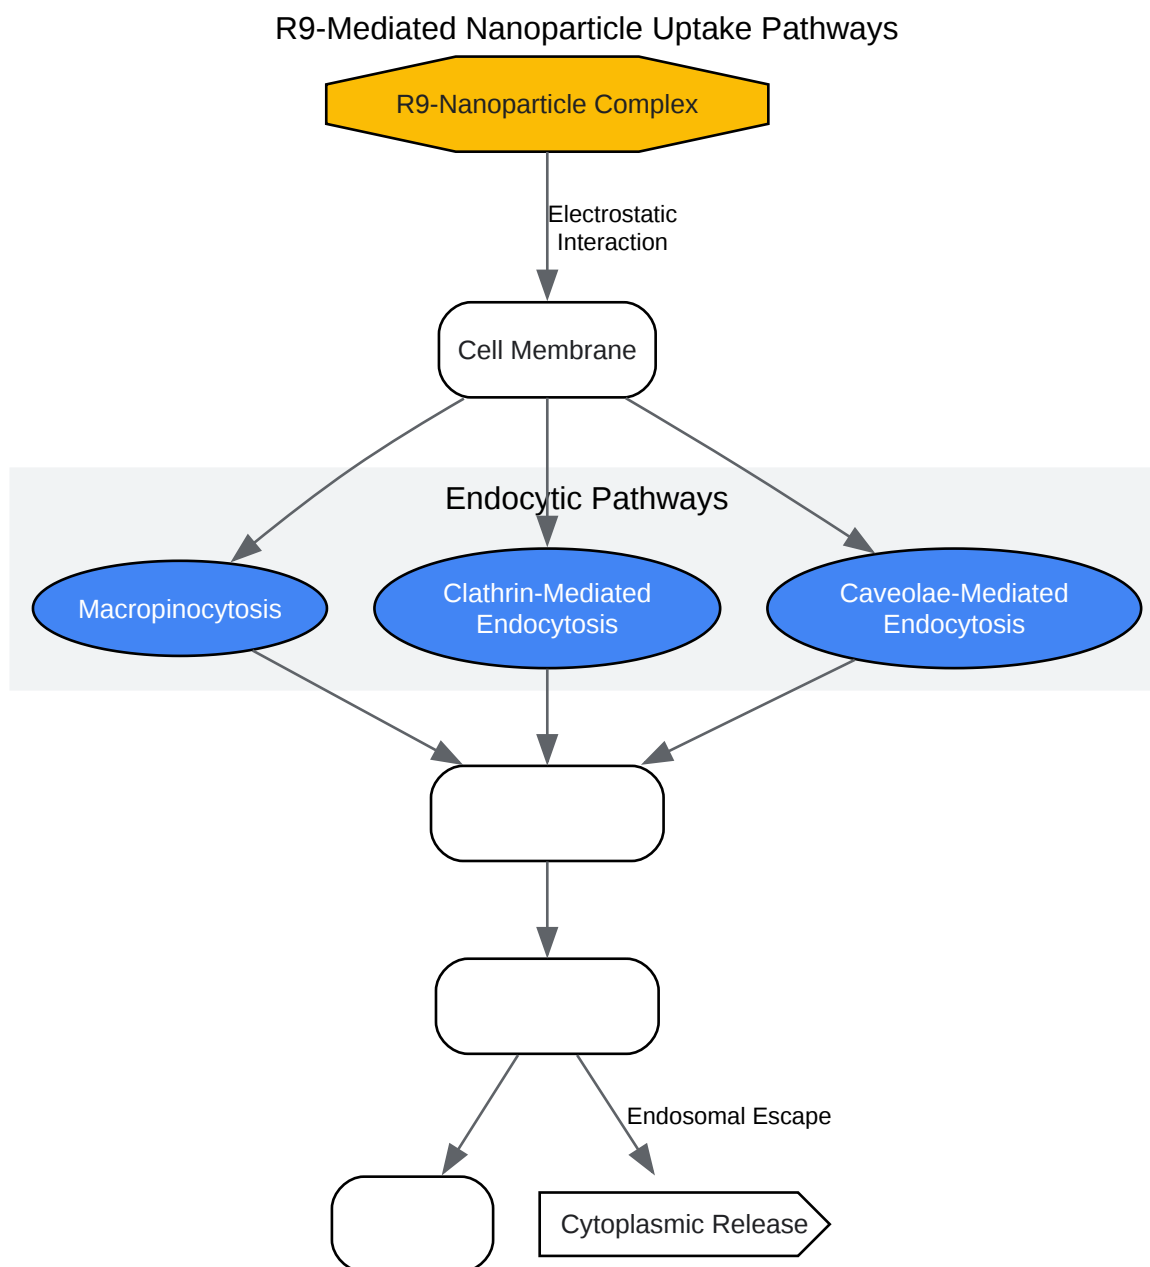 R9-Mediated Nanoparticle Uptake Pathways
R9-Nanoparticle Complex
Electrostatic
Interaction
Cell Membrane
Endocytic Pathways
Macropinocytosis
Clathrin-Mediated
Endocytosis
Caveolae-Mediated
Endocytosis
Endosomal Escape
Cytoplasmic Release